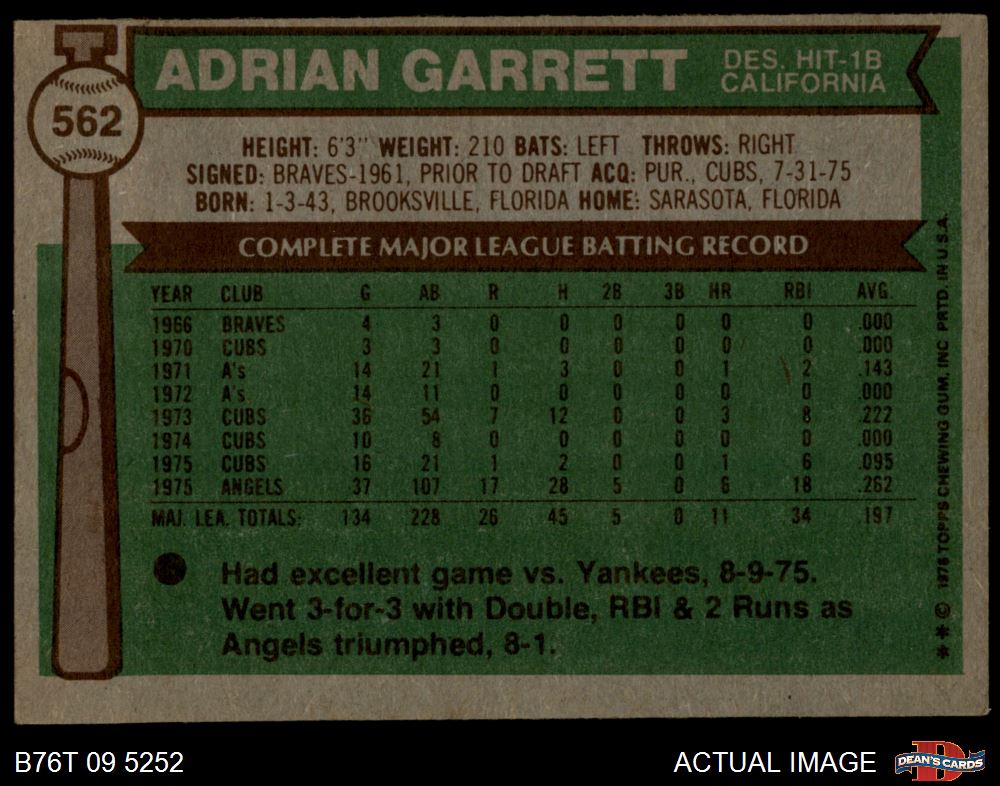 562
ADRIAN GARRETT
DES. HIT-1B
CALIFORNIA
HEIGHT: 6'3" WEIGHT: 210 BATS: LEFT THROWS: RIGHT
SIGNED: BRAVES-1961, PRIOR TO DRAFT ACQ: PUR., CUBS, 7-31-75
BORN: 1-3-43, BROOKSVILLE, FLORIDA HOME: SARASOTA, FLORIDA
COMPLETE MAJOR LEAGUE BATTING RECORD
YEAR CLUB G AB R H 2B 3B HR RBI AVG.
1966 BRAVES 4 3 0 0 0 0 0 0 .000
1970 CUBS 3 3 0 0 0 0 0 0 .000
1971 A's 14 21 1 3 0 0 1 2 .143
1972 A's 14 11 0 0 0 0 0 0 .000
1973 CUBS 36 54 7 12 0 0 3 8 .222
1974 CUBS 10 8 0 0 0 0 0 0 .000
1975 CUBS 16 21 1 2 0 0 1 6 .095
1975 ANGELS 37 107 17 28 5 0 6 18 .262
MAJ. LEA. TOTALS: 134 228 26 45 5 0 11 34 .197
Had excellent game vs. Yankees, 8-9-75.
Went 3-for-3 with Double, RBI & 2 Runs as
Angels triumphed, 8-1.
** © 1976 TOPPS CHEWING GUM, INC. PRTD. IN U.S.A.
B76T 09 5252
ACTUAL IMAGE
DEAN'S CARDS